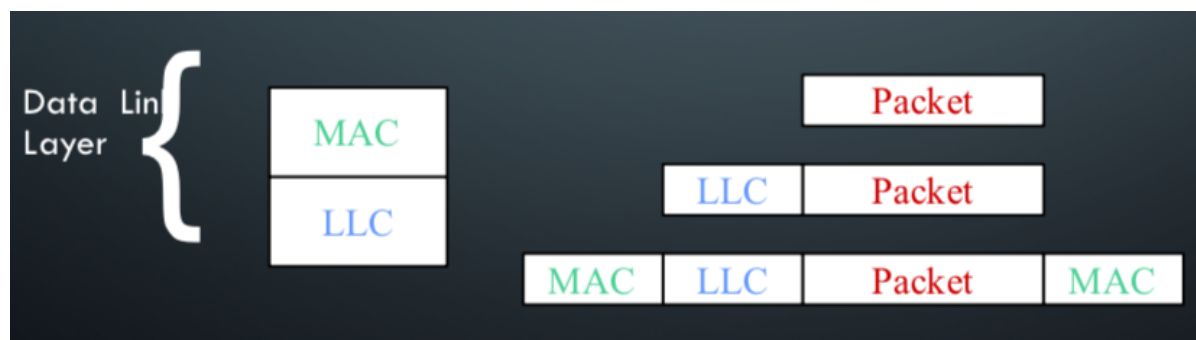 Data Lin
Layer
MAC
LLC
Packet
LLC Packet
MAC LLC Packet MAC